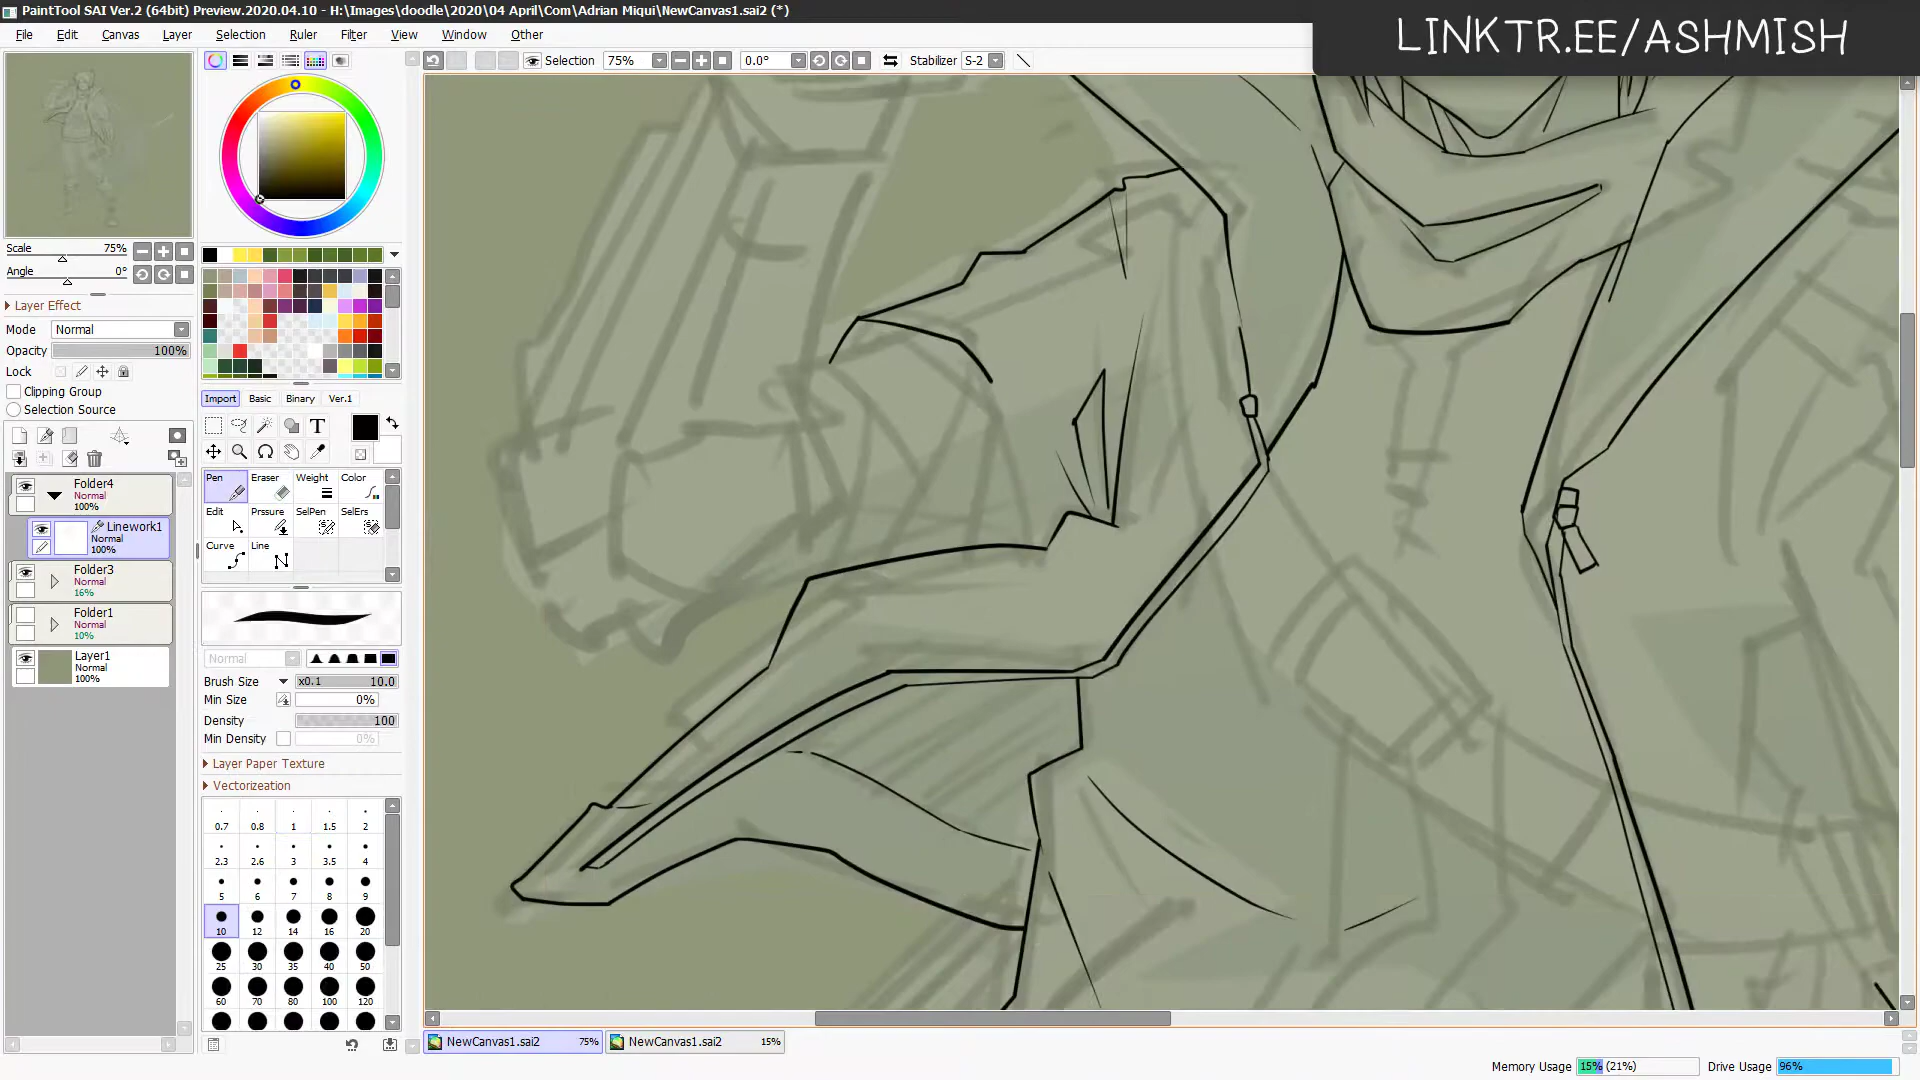 PaintTool SAI Ver.2 (64bit) Preview.2020.04.10 - H:\Images\doodle\2020\04 April\Com\Adrian Miqui\NewCanvas1.sai2 (*)
LINKTR.EE/ASHMISH
File Edit Canvas Layer Selection Ruler Filter View Window Other
Selection 75% 0.0° Stabilizer S-2
Scale 75%
Angle 0°
Layer Effect
Mode Normal
Opacity 100%
Lock
Clipping Group
Selection Source
Folder4
Normal
100%
Linework1
Normal
100%
Folder3
Normal
16%
Folder1
Normal
10%
Layer1
Normal
100%
Import Basic Binary Ver.1
T
Pen Eraser Weight Color
Edit Prssure SelPen SelErs
Curve Line
Normal
Brush Size x0.1 10.0
Min Size 0%
Density 100
Min Density 0%
Layer Paper Texture
Vectorizeation
0.7 0.8 1 1.5 2
2.3 2.6 3 3.5 4
5 6 7 8 9
10 12 14 16 20
25 30 35 40 50
60 70 80 100 120
NewCanvas1.sai2 75% NewCanvas1.sai2 15%
Memory Usage 15% (21%) Drive Usage 96%